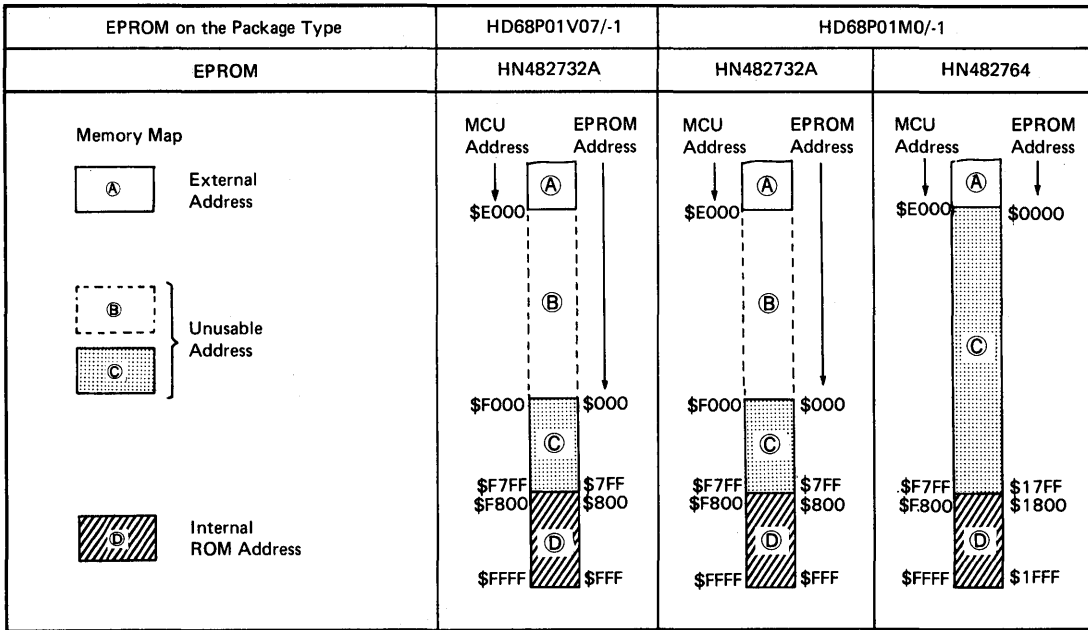 EPROM on the Package Type HD68P01V07/-1 HD68P01M0/-1
EPROM HN482732A HN482732A HN482764
Memory Map
Ⓐ External
Address
Ⓑ
Unusable
Address
Ⓒ
Ⓓ Internal
ROM Address
MCU EPROM
Address Address
Ⓐ
$E000
Ⓑ
$F000 $000
Ⓒ
$F7FF $7FF
$F800 $800
Ⓓ
$FFFF $FFF
MCU EPROM
Address Address
Ⓐ
$E000
Ⓑ
$F000 $000
Ⓒ
$F7FF $7FF
$F800 $800
Ⓓ
$FFFF $FFF
MCU EPROM
Address Address
Ⓐ
$E000 $0000
Ⓒ
$F7FF $17FF
$F800 $1800
Ⓓ
$FFFF $1FFF